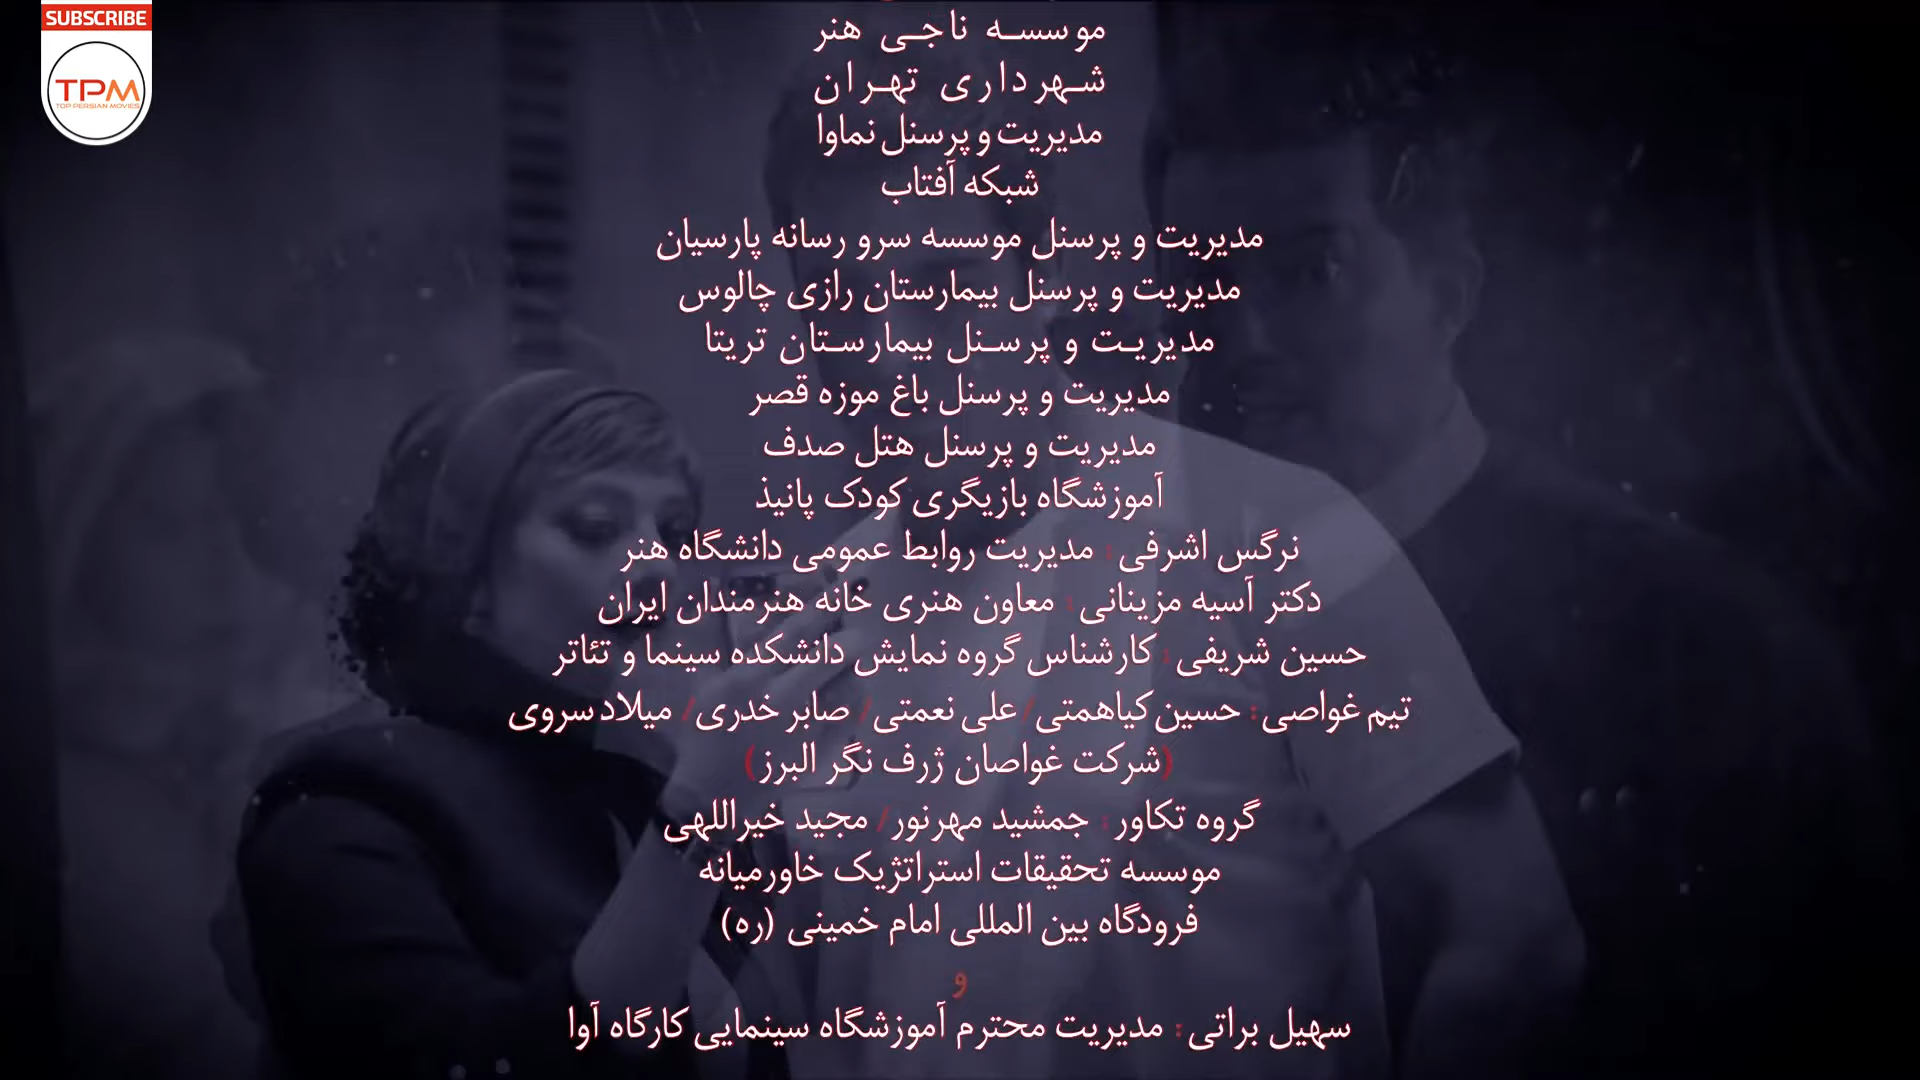 SUBSCRIBE
TPM
TOP PERSIAN MOVIES
موسسه ناجی هنر
شهرداری تهران
مدیریت و پرسنل نماوا
شبکه آفتاب
مدیریت و پرسنل موسسه سرو رسانه پارسیان
مدیریت و پرسنل بیمارستان رازی چالوس
مدیریت و پرسنل بیمارستان تریتا
مدیریت و پرسنل باغ موزه قصر
مدیریت و پرسنل هتل صدف
آموزشگاه بازیگری کودک پانیذ
نرگس اشرفی : مدیریت روابط عمومی دانشگاه هنر
دکتر آسیه مزینانی : معاون هنری خانه هنرمندان ایران
حسین شریفی : کارشناس گروه نمایش دانشکده سینما و تئاتر
تیم غواصی : حسین کیاهمتی / علی نعمتی / صابر خدری / میلاد سروی
(شرکت غواصان ژرف نگر البرز)
گروه تکاور : جمشید مهرنور / مجید خیراللهی
موسسه تحقیقات استراتژیک خاورمیانه
فرودگاه بین المللی امام خمینی (ره)
و
سهیل براتی : مدیریت محترم آموزشگاه سینمایی کارگاه آوا